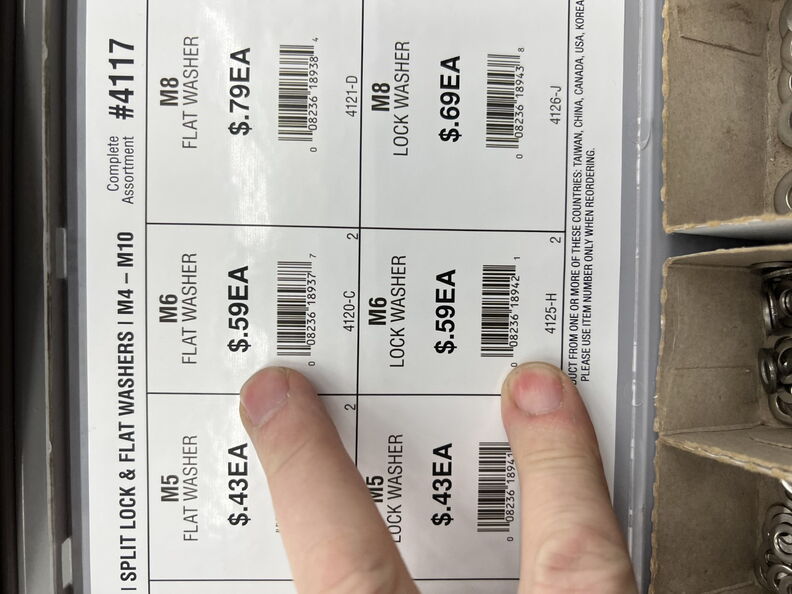 | SPLIT LOCK & FLAT WASHERS | M4 – M10
Complete
Assortment
#4117
M5
FLAT WASHER
$.43EA
2
M6
FLAT WASHER
$.59EA
0 08236 18937 7
4120-C
2
M8
FLAT WASHER
$.79EA
0 08236 18938 4
4121-D
M5
LOCK WASHER
$.43EA
0 08236 18941
M6
LOCK WASHER
$.59EA
0 08236 18942 1
4125-H
2
M8
LOCK WASHER
$.69EA
0 08236 18943 8
4126-J
FROM ONE OR MORE OF THESE COUNTRIES: TAIWAN, CHINA, CANADA, USA, KOREA
PLEASE USE ITEM NUMBER ONLY WHEN REORDERING.